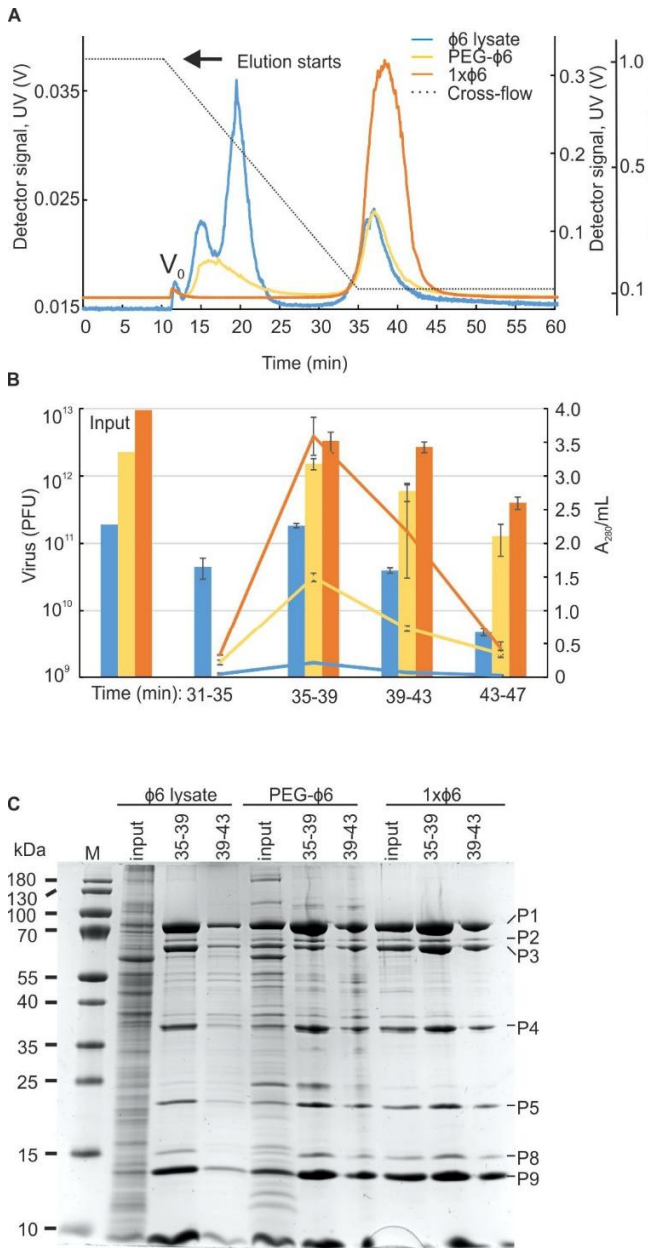 A
ϕ6 lysate
PEG-ϕ6
1xϕ6
Cross-flow
Elution starts
V0
Detector signal, UV (V)
0.035
0.025
0.015
0.3
0.2
0.1
Detector signal, UV (V)
1.0
0.5
0.1
0 5 10 15 20 25 30 35 40 45 50 55 60
Time (min)
B
Input
Virus (PFU)
10^13
10^12
10^11
10^10
10^9
4.0
3.5
3.0
2.5
2.0
1.5
1.0
0.5
0
A280/mL
Time (min): 31-35 35-39 39-43 43-47
C
ϕ6 lysate PEG-ϕ6 1xϕ6
kDa M input 35-39 39-43 input 35-39 39-43 input 35-39 39-43
180
130
100
70
55
40
35
25
15
10
P1
P2
P3
P4
P5
P8
P9